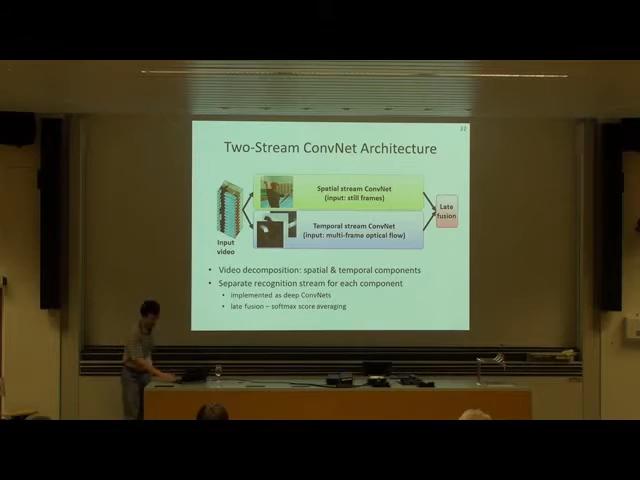 Two-Stream ConvNet Architecture
Spatial stream ConvNet
(input: still frames)
Temporal stream ConvNet
(input: multi-frame optical flow)
Late
fusion
Input
video
• Video decomposition: spatial & temporal components
• Separate recognition stream for each component
• implemented as deep ConvNets
• late fusion – softmax score averaging